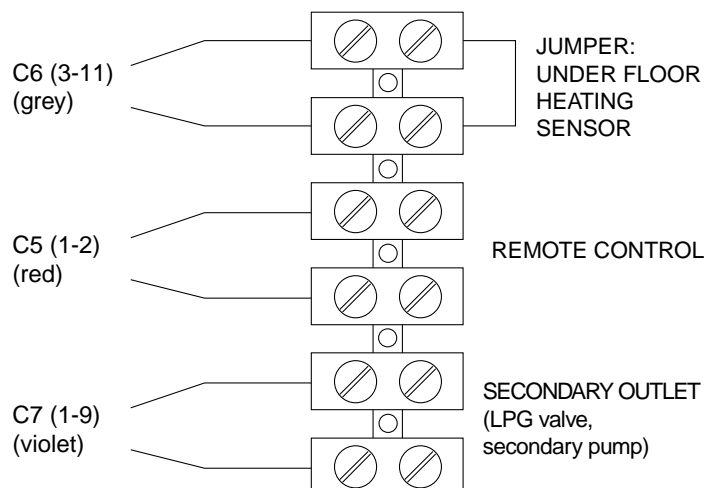 C6 (3-11)
(grey)
JUMPER:
UNDER FLOOR
HEATING
SENSOR
C5 (1-2)
(red)
REMOTE CONTROL
C7 (1-9)
(violet)
SECONDARY OUTLET
(LPG valve,
secondary pump)